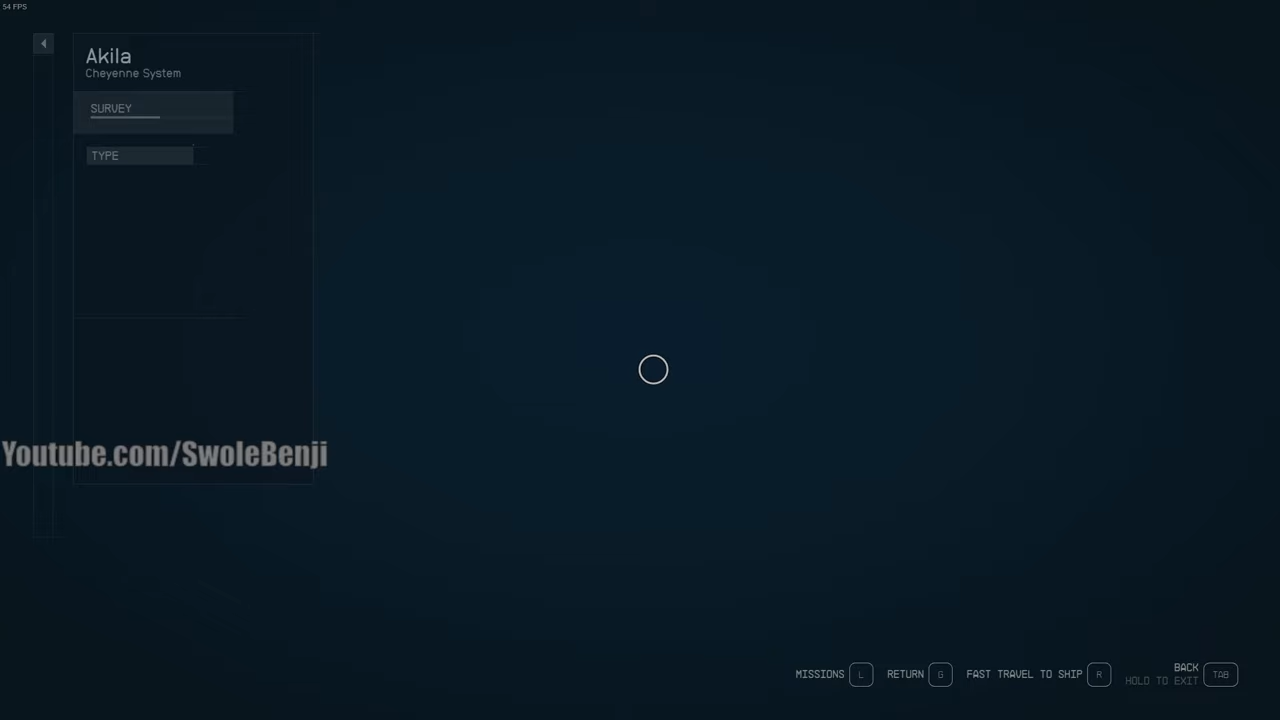 54 FPS
Akila
Cheyenne System
SURVEY
TYPE
Youtube.com/SwoleBenji
MISSIONS L RETURN G FAST TRAVEL TO SHIP R BACK TAB
HOLD TO EXIT